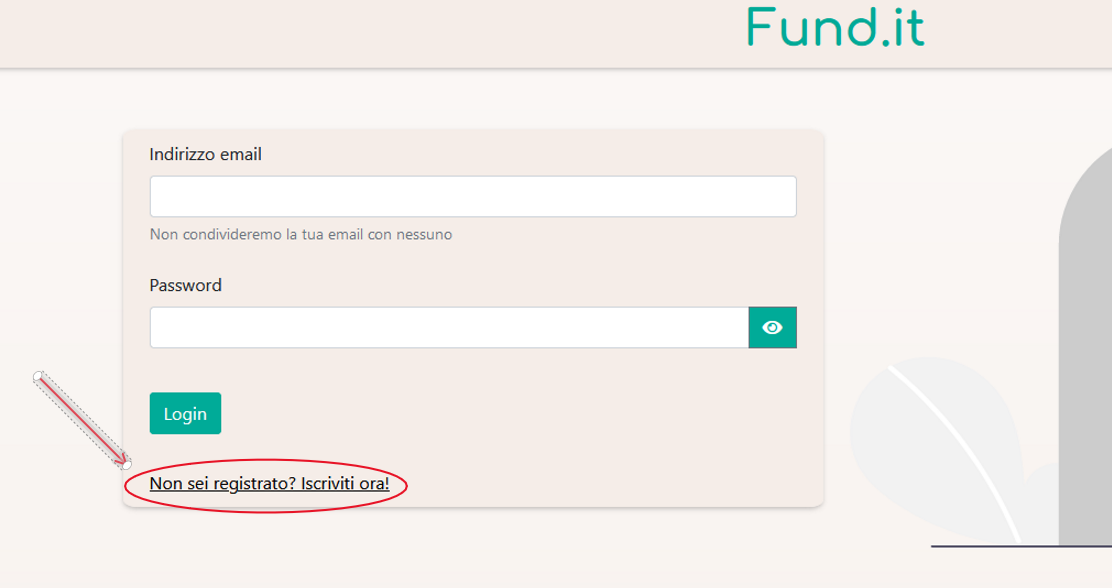 Fund.it
Indirizzo email
Non condivideremo la tua email con nessuno
Password
Login
Non sei registrato? Iscriviti ora!